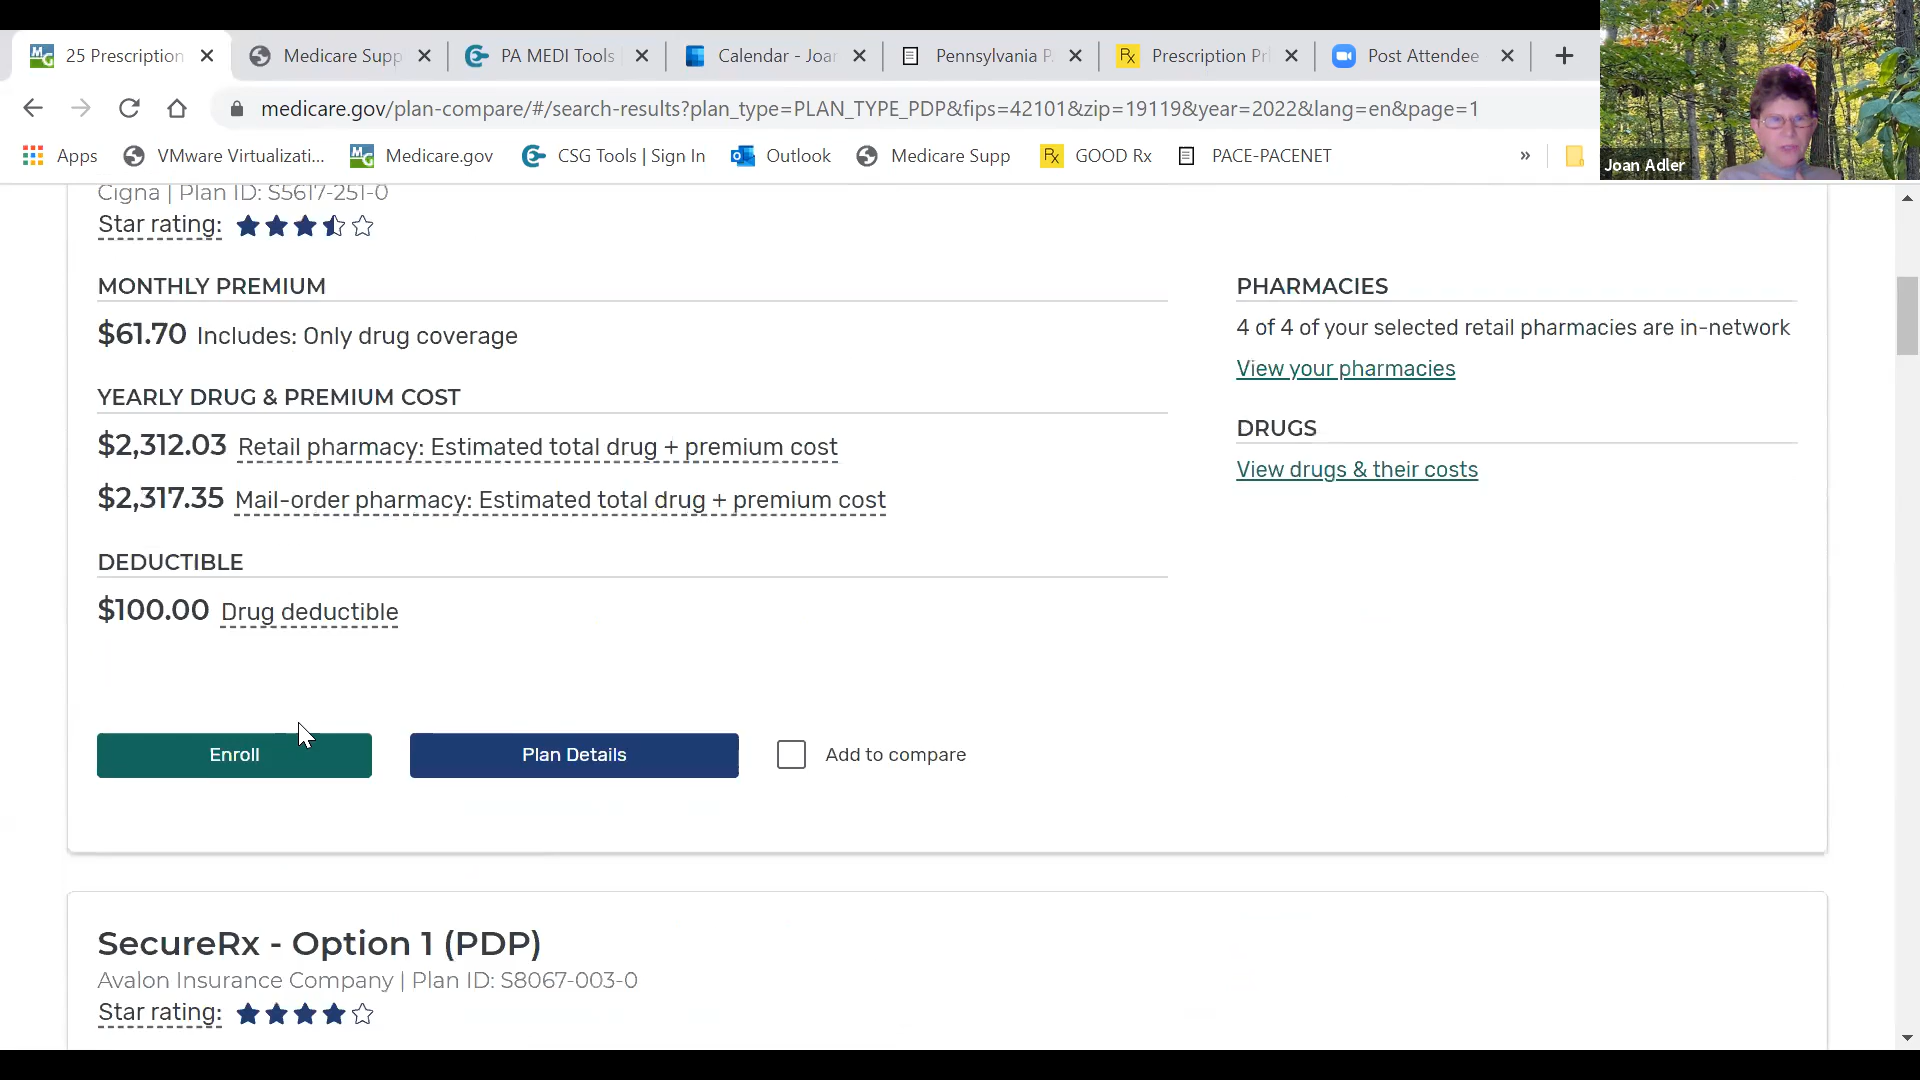 25 Prescription
Medicare Supp
PA MEDI Tools
Calendar - Joan
Pennsylvania P
Prescription Pri
Post Attendee
medicare.gov/plan-compare/#/search-results?plan_type=PLAN_TYPE_PDP&fips=42101&zip=19119&year=2022&lang=en&page=1
Apps
VMware Virtualizati...
Medicare.gov
CSG Tools | Sign In
Outlook
Medicare Supp
GOOD Rx
PACE-PACENET
»
Joan Adler
Cigna | Plan ID: S5617-251-0
Star rating:
MONTHLY PREMIUM
$61.70 Includes: Only drug coverage
YEARLY DRUG & PREMIUM COST
$2,312.03 Retail pharmacy: Estimated total drug + premium cost
$2,317.35 Mail-order pharmacy: Estimated total drug + premium cost
DEDUCTIBLE
$100.00 Drug deductible
PHARMACIES
4 of 4 of your selected retail pharmacies are in-network
View your pharmacies
DRUGS
View drugs & their costs
Enroll
Plan Details
Add to compare
SecureRx - Option 1 (PDP)
Avalon Insurance Company | Plan ID: S8067-003-0
Star rating: